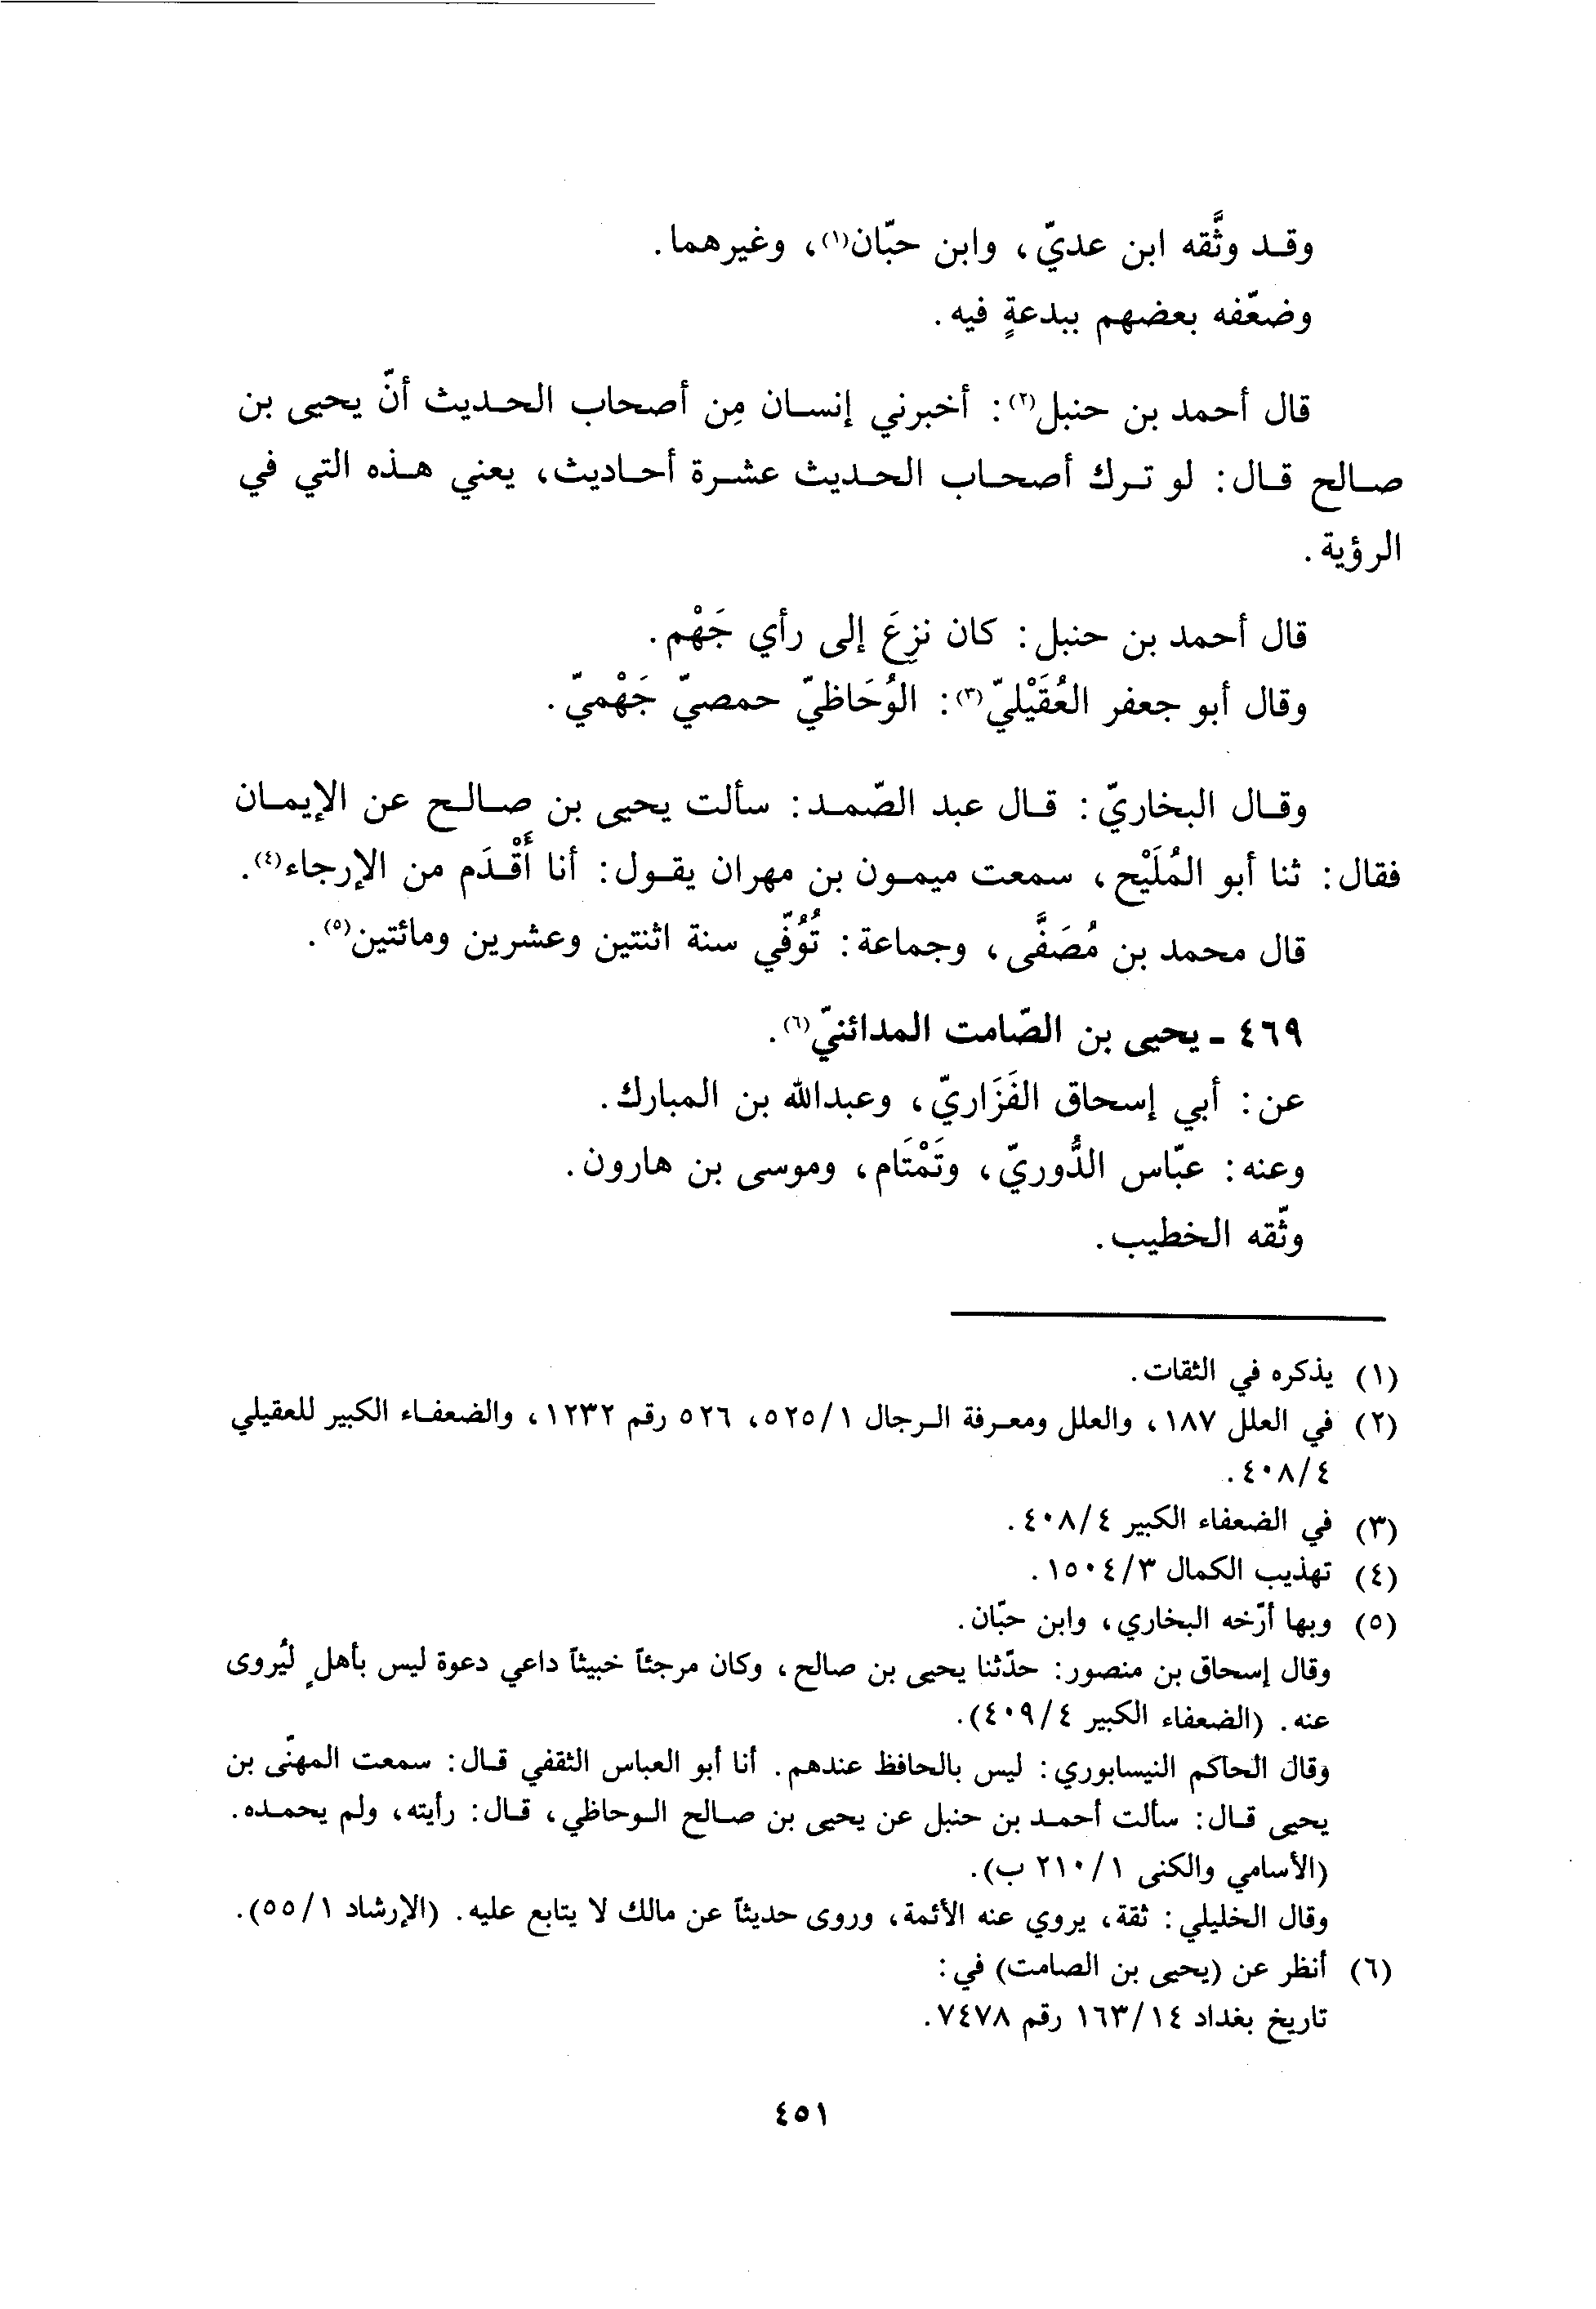 وقد وثَّقه ابن عديّ، وابن حبّان(١)، وغيرهما.
وضعّفه بعضهم ببدعةٍ فيه.
قال أحمد بن حنبل(٢): أخبرني إنسان مِن أصحاب الحديث أنّ يحيى بن
صالح قال: لو ترك أصحاب الحديث عشرة أحاديث، يعني هذه التي في
الرؤية.
قال أحمد بن حنبل: كان نزِعَ إلى رأي جَهْم.
وقال أبو جعفر العُقَيْليّ(٣): الوُحَاظيّ حمصيّ جَهْميّ.
وقال البخاريّ: قال عبد الصّمد: سألت يحيى بن صالح عن الإيمان
فقال: ثنا أبو المُلَيْح، سمعت ميمون بن مهران يقول: أنا أَقْدَم من الإرجاء(٤).
قال محمد بن مُصَفَّى، وجماعة: تُوُفّي سنة اثنتين وعشرين ومائتين(٥).
٤٦٩ - يحيى بن الصّامت المدائنيّ(٦).
عن: أبي إسحاق الفَزَاريّ، وعبدالله بن المبارك.
وعنه: عبّاس الدُّوريّ، وتَمْتَام، وموسى بن هارون.
وثّقه الخطيب.
(١) يذكره في الثقات.
(٢) في العلل ١٨٧، والعلل ومعرفة الرجال ١/ ٥٢٥، ٥٢٦ رقم ١٢٣٢، والضعفاء الكبير للعقيلي
٤٠٨/٤.
(٣) في الضعفاء الكبير ٤٠٨/٤.
(٤) تهذيب الكمال ١٥٠٤/٣.
(٥) وبها أرّخه البخاري، وابن حبّان.
وقال إسحاق بن منصور: حدّثنا يحيى بن صالح، وكان مرجئاً خبيثاً داعي دعوة ليس بأهلٍ ليُروى
عنه. (الضعفاء الكبير ٤٠٩/٤).
وقال الحاكم النيسابوري: ليس بالحافظ عندهم. أنا أبو العباس الثقفي قال: سمعت المهنّى بن
يحيى قال: سألت أحمد بن حنبل عن يحيى بن صالح الوحاظي، قال: رأيته، ولم يحمده.
(الأسامي والكنى ١/ ٢١٠ ب).
وقال الخليلي: ثقة، يروي عنه الأئمة، وروى حديثاً عن مالك لا يتابع عليه. (الإرشاد ١/ ٥٥).
(٦) أنظر عن (يحيى بن الصامت) في:
تاريخ بغداد ١٦٣/١٤ رقم ٧٤٧٨.
٤٥١